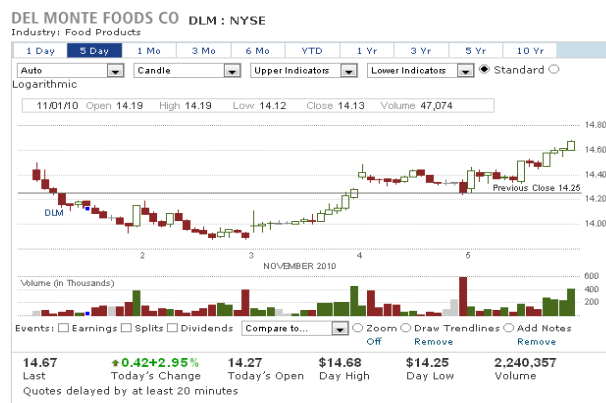 DEL MONTE FOODS CO DLM : NYSE
Industry: Food Products
1 Day 5 Day 1 Mo 3 Mo 6 Mo YTD 1 Yr 3 Yr 5 Yr 10 Yr
Auto Candle Upper Indicators Lower Indicators Standard
Logarithmic
11/01/10 Open 14.19 High 14.19 Low 14.12 Close 14.13 Volume 47,074
14.80
14.60
14.40
Previous Close 14.25
14.20
DLM
14.00
2 3 4 5
NOVEMBER 2010
Volume (in Thousands)
600
400
200
Events: Earnings Splits Dividends Compare to... Zoom Draw Trendlines Add Notes
Off Remove Remove
14.67 0.42+2.95% 14.27 $14.68 $14.25 2,240,357
Last Today's Change Today's Open Day High Day Low Volume
Quotes delayed by at least 20 minutes